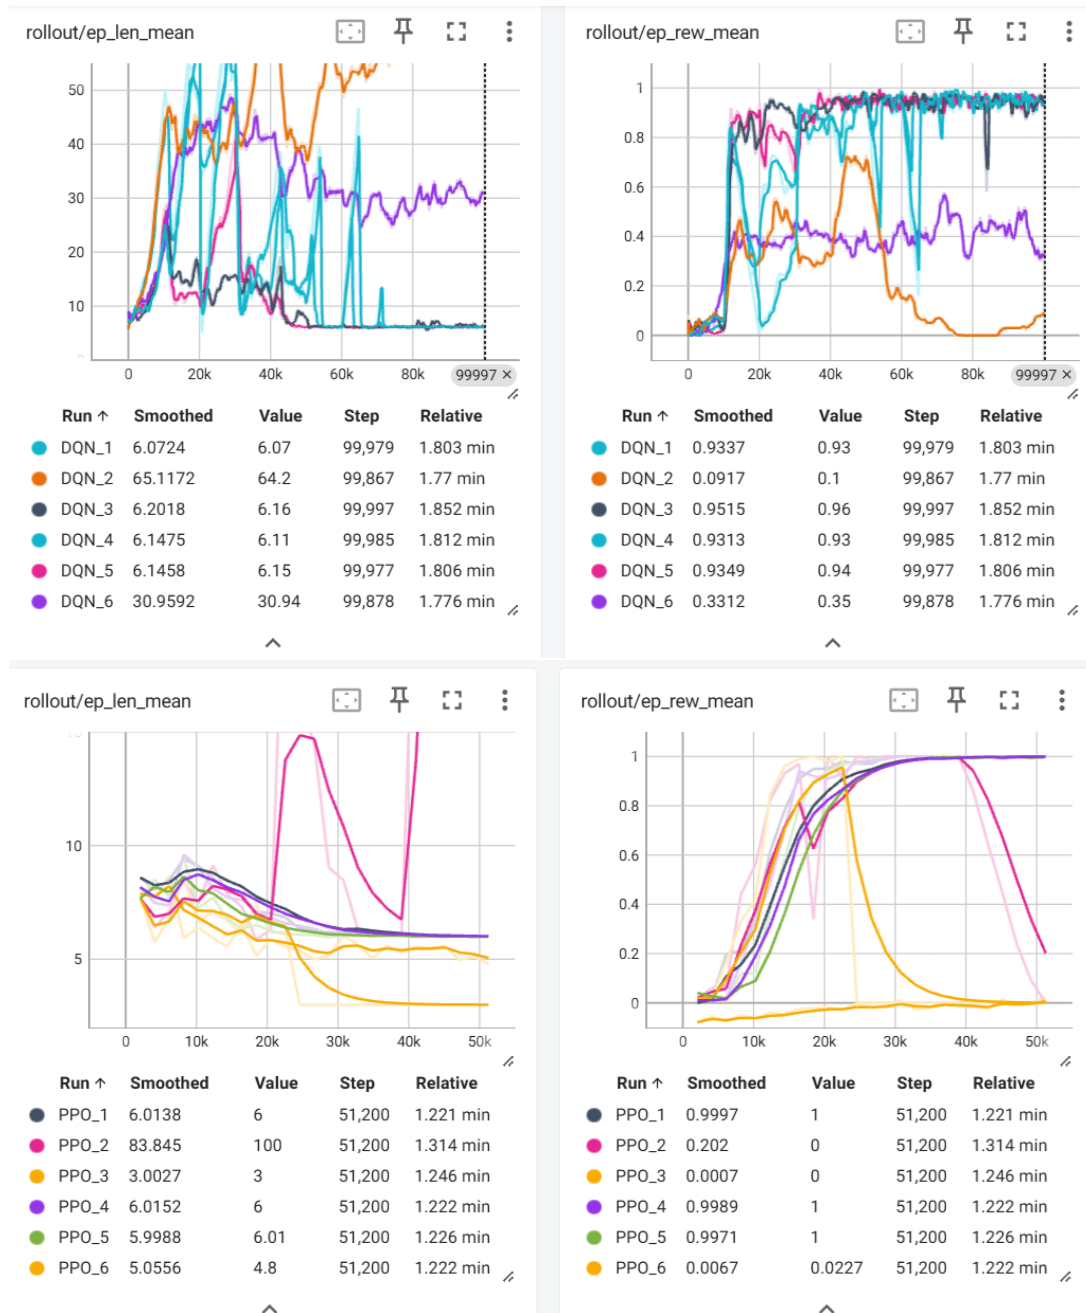 rollout/ep_len_mean
50
40
30
20
10
0
0 20k 40k 60k 80k 99997 ×
Run ↑ Smoothed Value Step Relative
DQN_1 6.0724 6.07 99,979 1.803 min
DQN_2 65.1172 64.2 99,867 1.77 min
DQN_3 6.2018 6.16 99,997 1.852 min
DQN_4 6.1475 6.11 99,985 1.812 min
DQN_5 6.1458 6.15 99,977 1.806 min
DQN_6 30.9592 30.94 99,878 1.776 min
rollout/ep_rew_mean
1
0.8
0.6
0.4
0.2
0
0 20k 40k 60k 80k 99997 ×
Run ↑ Smoothed Value Step Relative
DQN_1 0.9337 0.93 99,979 1.803 min
DQN_2 0.0917 0.1 99,867 1.77 min
DQN_3 0.9515 0.96 99,997 1.852 min
DQN_4 0.9313 0.93 99,985 1.812 min
DQN_5 0.9349 0.94 99,977 1.806 min
DQN_6 0.3312 0.35 99,878 1.776 min
rollout/ep_len_mean
10
5
0 10k 20k 30k 40k 50k
Run ↑ Smoothed Value Step Relative
PPO_1 6.0138 6 51,200 1.221 min
PPO_2 83.845 100 51,200 1.314 min
PPO_3 3.0027 3 51,200 1.246 min
PPO_4 6.0152 6 51,200 1.222 min
PPO_5 5.9988 6.01 51,200 1.226 min
PPO_6 5.0556 4.8 51,200 1.222 min
rollout/ep_rew_mean
1
0.8
0.6
0.4
0.2
0
0 10k 20k 30k 40k 50k
Run ↑ Smoothed Value Step Relative
PPO_1 0.9997 1 51,200 1.221 min
PPO_2 0.202 0 51,200 1.314 min
PPO_3 0.0007 0 51,200 1.246 min
PPO_4 0.9989 1 51,200 1.222 min
PPO_5 0.9971 1 51,200 1.226 min
PPO_6 0.0067 0.0227 51,200 1.222 min